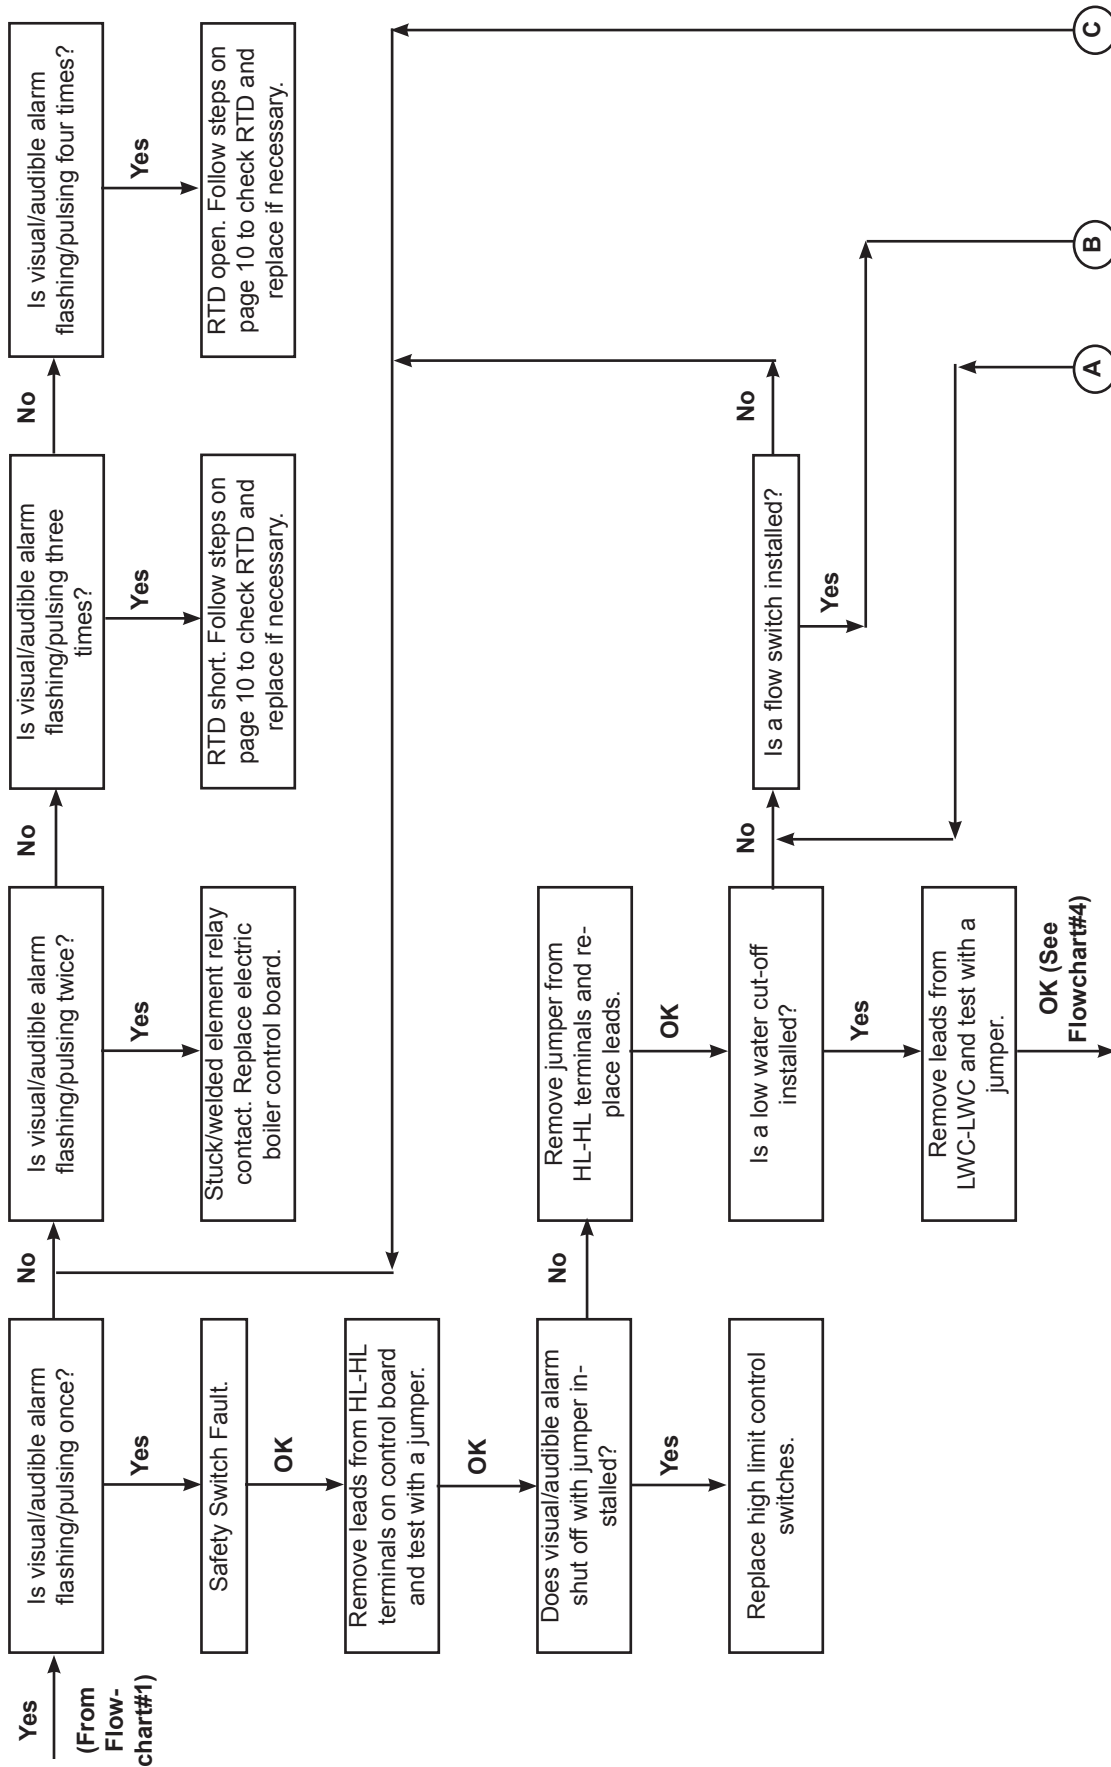 Yes
(From
Flow-
chart#1)
Is visual/audible alarm
flashing/pulsing once?
No
Is visual/audible alarm
flashing/pulsing twice?
No
Is visual/audible alarm
flashing/pulsing three
times?
No
Is visual/audible alarm
flashing/pulsing four times?
Yes
Yes
Yes
Yes
Safety Switch Fault.
Stuck/welded element relay
contact. Replace electric
boiler control board.
RTD short. Follow steps on
page 10 to check RTD and
replace if necessary.
RTD open. Follow steps on
page 10 to check RTD and
replace if necessary.
OK
Remove leads from HL-HL
terminals on control board
and test with a jumper.
OK
Does visual/audible alarm
shut off with jumper in-
stalled?
No
Remove jumper from
HL-HL terminals and re-
place leads.
Yes
OK
Replace high limit control
switches.
Is a low water cut-off
installed?
No
Is a flow switch installed?
No
Yes
Yes
Remove leads from
LWC-LWC and test with a
jumper.
OK (See
Flowchart#4)
A
B
C